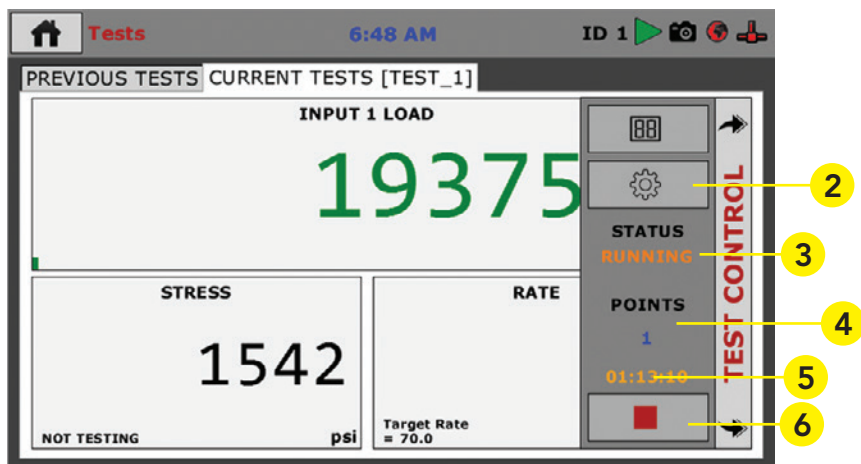 Tests 6:48 AM ID 1
PREVIOUS TESTS CURRENT TESTS [TEST_1]
INPUT 1 LOAD
19375
88
2
STATUS
RUNNING
3
STRESS
1542
NOT TESTING psi
RATE
Target Rate
= 70.0
POINTS
1
4
01:13:10
5
6
TEST CONTROL